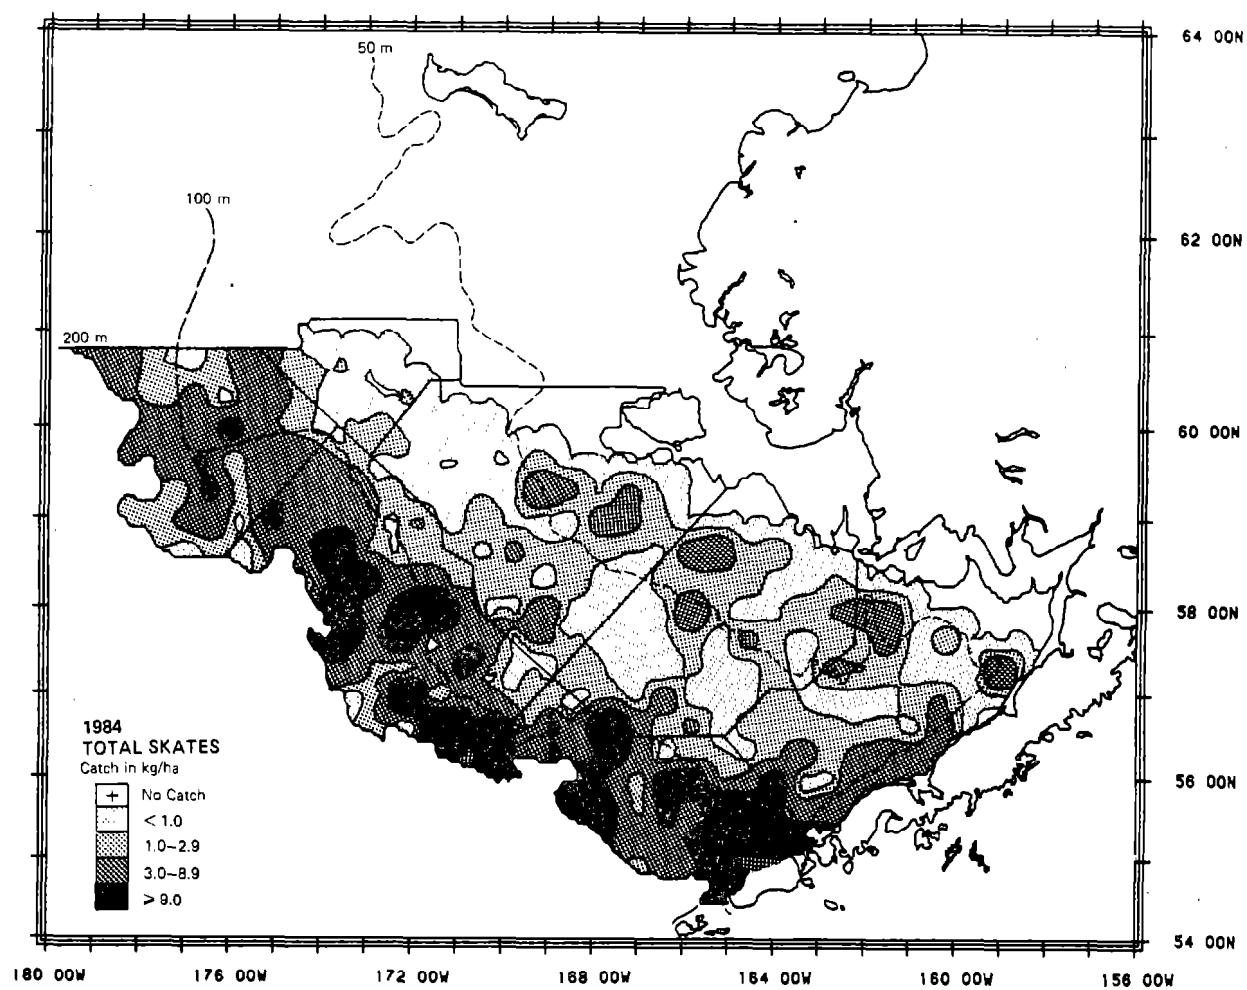 50 m
64 00N
100 m
62 00N
200 m
60 00N
58 00N
1984
TOTAL SKATES
Catch in kg/ha
+ No Catch
< 1.0
56 00N
1.0–2.9
3.0–8.9
≥ 9.0
54 00N
180 00W 176 00W 172 00W 168 00W 164 00W 160 00W 156 00W